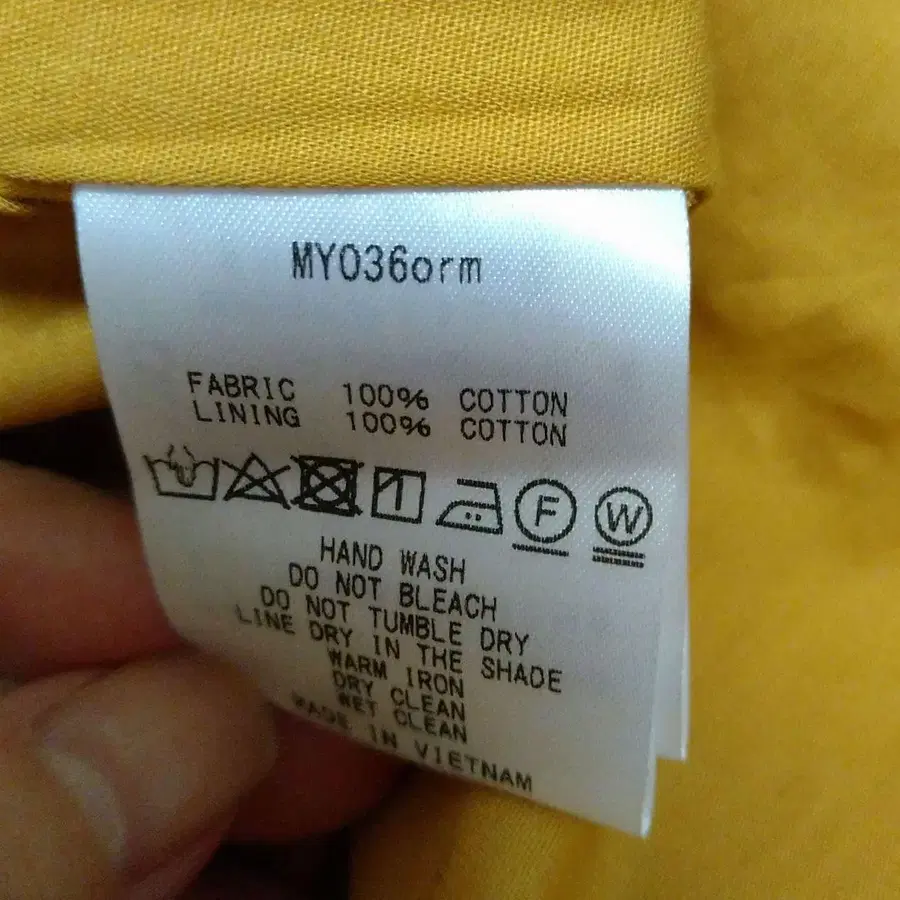 MY036orm
FABRIC 100% COTTON
LINING 100% COTTON
F W
HAND WASH
DO NOT BLEACH
DO NOT TUMBLE DRY
LINE DRY IN THE SHADE
WARM IRON
DRY CLEAN
WET CLEAN
MADE IN VIETNAM